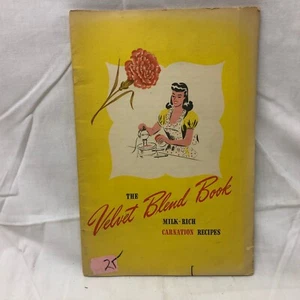 THE
Velvet Blend Book
MILK-RICH
CARNATION RECIPES
25